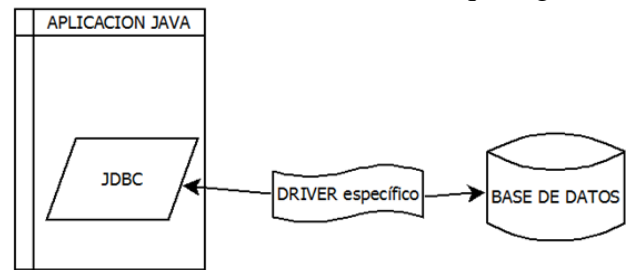 APLICACION JAVA
JDBC
DRIVER específico
BASE DE DATOS